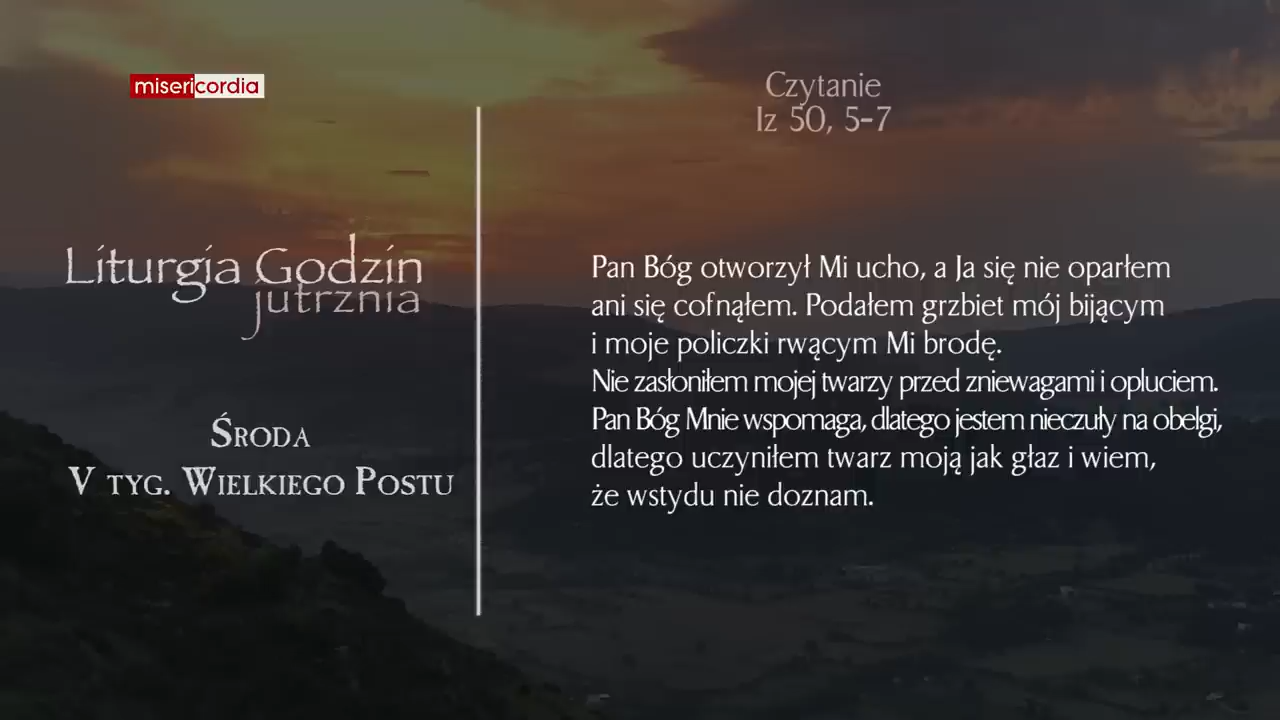 misericordia
Liturgia Godzin
jutrznia
Środa
V tyg. Wielkiego Postu
Czytanie
Iz 50, 5-7
Pan Bóg otworzył Mi ucho, a Ja się nie oparłem
ani się cofnąłem. Podałem grzbiet mój bijącym
i moje policzki rwącym Mi brodę.
Nie zasłoniłem mojej twarzy przed zniewagami i opluciem.
Pan Bóg Mnie wspomaga, dlatego jestem nieczuły na obelgi,
dlatego uczyniłem twarz moją jak głaz i wiem,
że wstydu nie doznam.